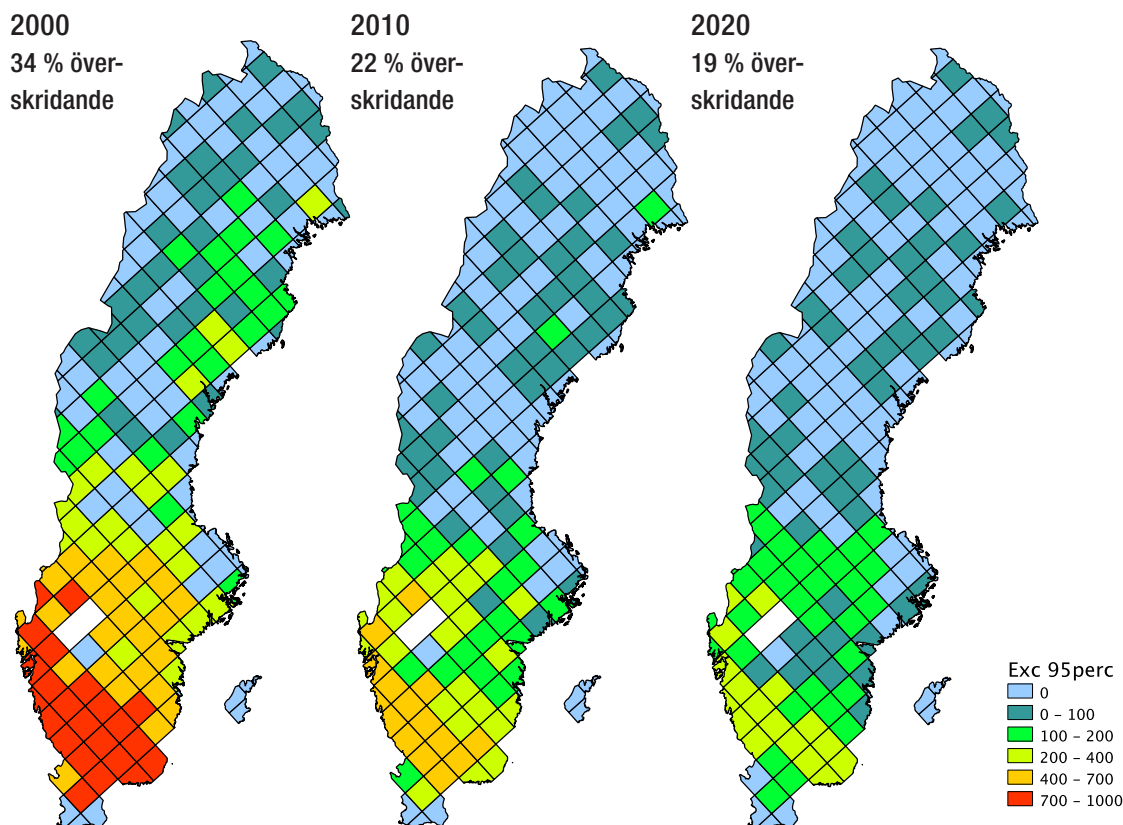 2000
34 % över-
skridande
2010
22 % över-
skridande
2020
19 % över-
skridande
Exc 95perc
0
0 – 100
100 – 200
200 – 400
400 – 700
700 – 1000